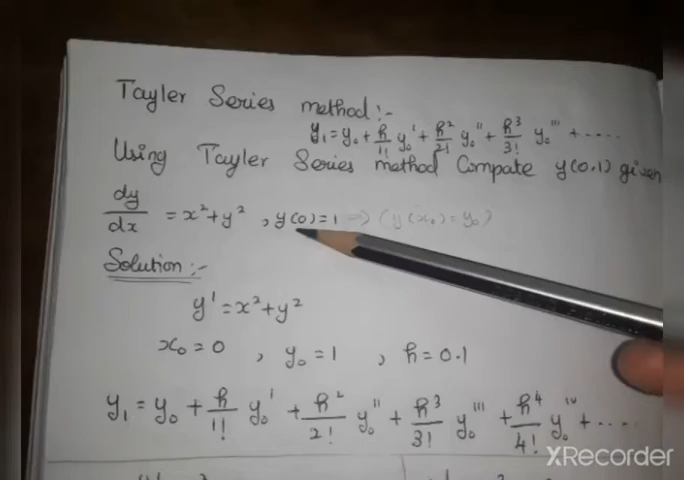 Tayler Series method:-
y₁ = y₀ + h/1! y₀' + h²/2! y₀'' + h³/3! y₀''' + ....
Using Tayler Series method Compute y(0.1) given
dy/dx = x² + y² , y(0) = 1 ⇒ (y(x₀) = y₀)
Solution:-
y' = x² + y²
x₀ = 0 , y₀ = 1 , h = 0.1
y₁ = y₀ + h/1! y₀' + h²/2! y₀'' + h³/3! y₀''' + h⁴/4! y₀ⁱᵛ + ....
XRecorder